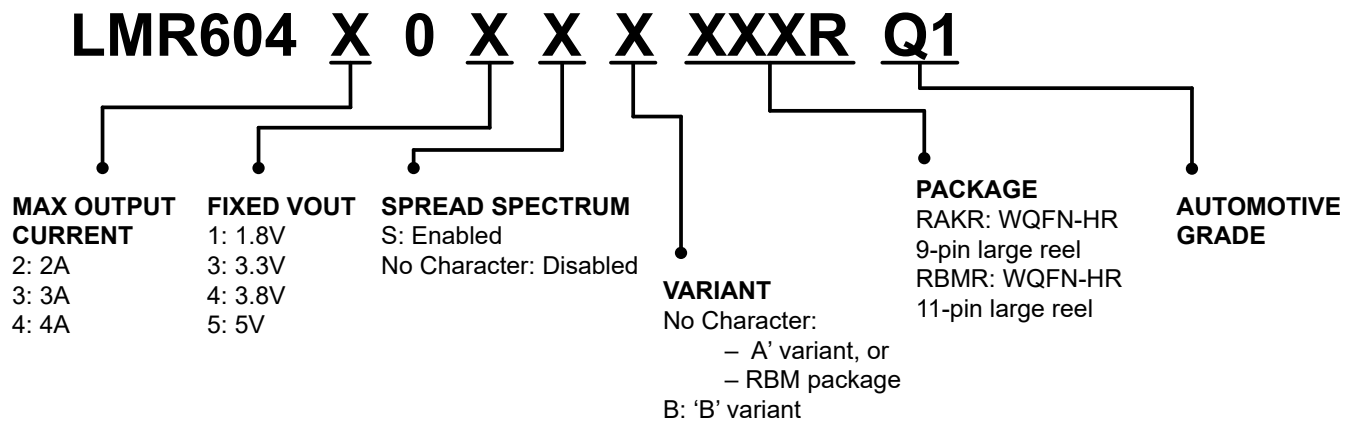 LMR604 X 0 X X X XXXR Q1
MAX OUTPUT
CURRENT
2: 2A
3: 3A
4: 4A
FIXED VOUT
1: 1.8V
3: 3.3V
4: 3.8V
5: 5V
SPREAD SPECTRUM
S: Enabled
No Character: Disabled
VARIANT
No Character:
– A’ variant, or
– RBM package
B: ‘B’ variant
PACKAGE
RAKR: WQFN-HR
9-pin large reel
RBMR: WQFN-HR
11-pin large reel
AUTOMOTIVE
GRADE